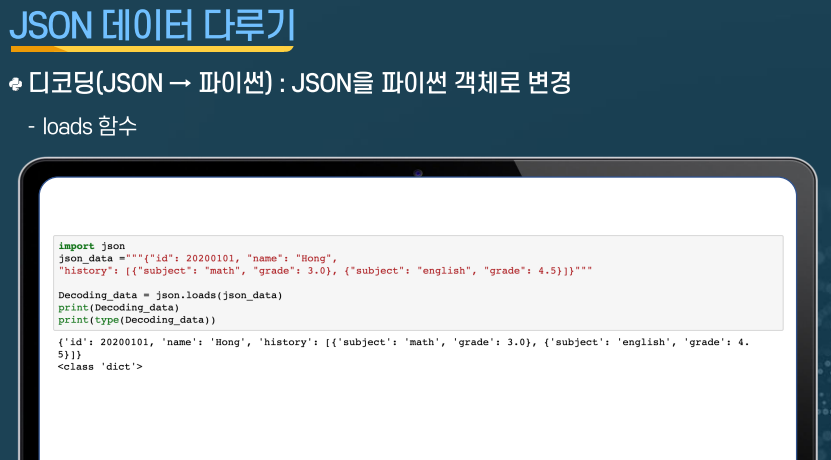 JSON 데이터 다루기
디코딩(JSON → 파이썬) : JSON을 파이썬 객체로 변경
- loads 함수
import json
json_data ="""{"id": 20200101, "name": "Hong",
"history": [{"subject": "math", "grade": 3.0}, {"subject": "english", "grade": 4.5}]}"""
Decoding_data = json.loads(json_data)
print(Decoding_data)
print(type(Decoding_data))
{'id': 20200101, 'name': 'Hong', 'history': [{'subject': 'math', 'grade': 3.0}, {'subject': 'english', 'grade': 4.
5}]}
<class 'dict'>